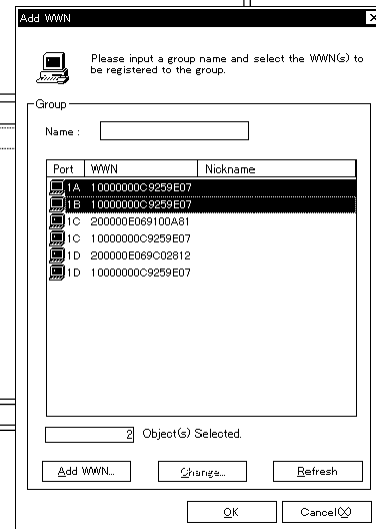 Add WWN
Please input a group name and select the WWN(s) to
be registered to the group.
Group
Name :
Port WWN Nickname
1A 10000000C9259E07
1B 10000000C9259E07
1C 200000E069100A81
1C 10000000C9259E07
1D 200000E069C02812
1D 10000000C9259E07
2 Object(s) Selected.
Add WWN... Change... Refresh
OK Cancel(X)